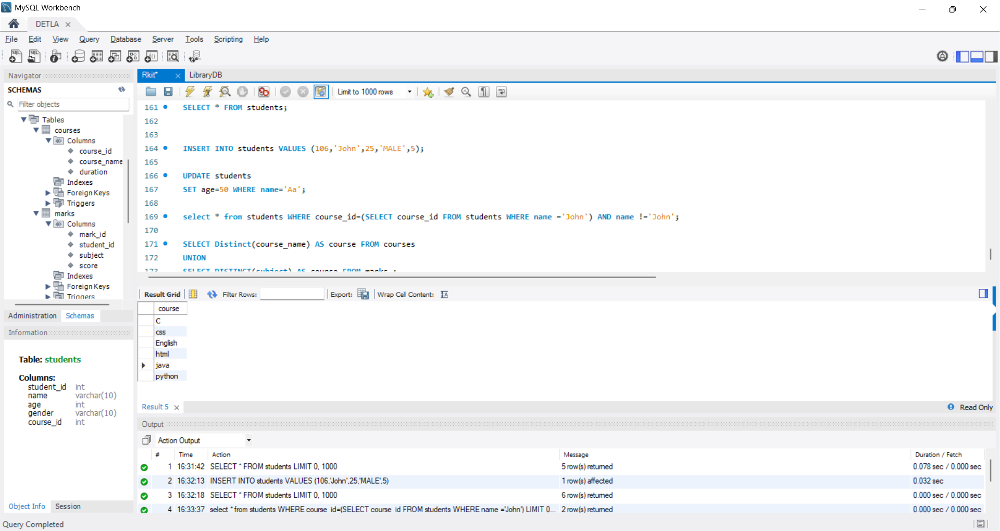 MySQL Workbench
DETLA
File Edit View Query Database Server Tools Scripting Help
Navigator
SCHEMAS
Filter objects
Tables
courses
Columns
course_id
course_name
duration
Indexes
Foreign Keys
Triggers
marks
Columns
mark_id
student_id
subject
score
Indexes
Foreign Keys
Triggers
Administration Schemas
Information
Table: students
Columns:
student_id int
name varchar(10)
age int
gender varchar(10)
course_id int
Object Info Session
Rkit* LibraryDB
Limit to 1000 rows
161 SELECT * FROM students;
162
163
164 INSERT INTO students VALUES (106,'John',25,'MALE',5);
165
166 UPDATE students
167 SET age=50 WHERE name='Aa';
168
169 select * from students WHERE course_id=(SELECT course_id FROM students WHERE name ='John') AND name !='John';
170
171 SELECT Distinct(course_name) AS course FROM courses
172 UNION
173 SELECT DISTINCT(subject) AS course FROM marks ;
Result Grid Filter Rows: Export: Wrap Cell Content:
course
C
css
English
html
java
python
Result 5 Read Only
Output
Action Output
# Time Action Message Duration / Fetch
1 16:31:42 SELECT * FROM students LIMIT 0, 1000 5 row(s) returned 0.078 sec / 0.000 sec
2 16:32:13 INSERT INTO students VALUES (106,'John',25,'MALE',5) 1 row(s) affected 0.032 sec
3 16:32:18 SELECT * FROM students LIMIT 0, 1000 6 row(s) returned 0.000 sec / 0.000 sec
4 16:33:37 select * from students WHERE course_id=(SELECT course_id FROM students WHERE name ='John') LIMIT 0... 2 row(s) returned 0.000 sec / 0.000 sec
Query Completed